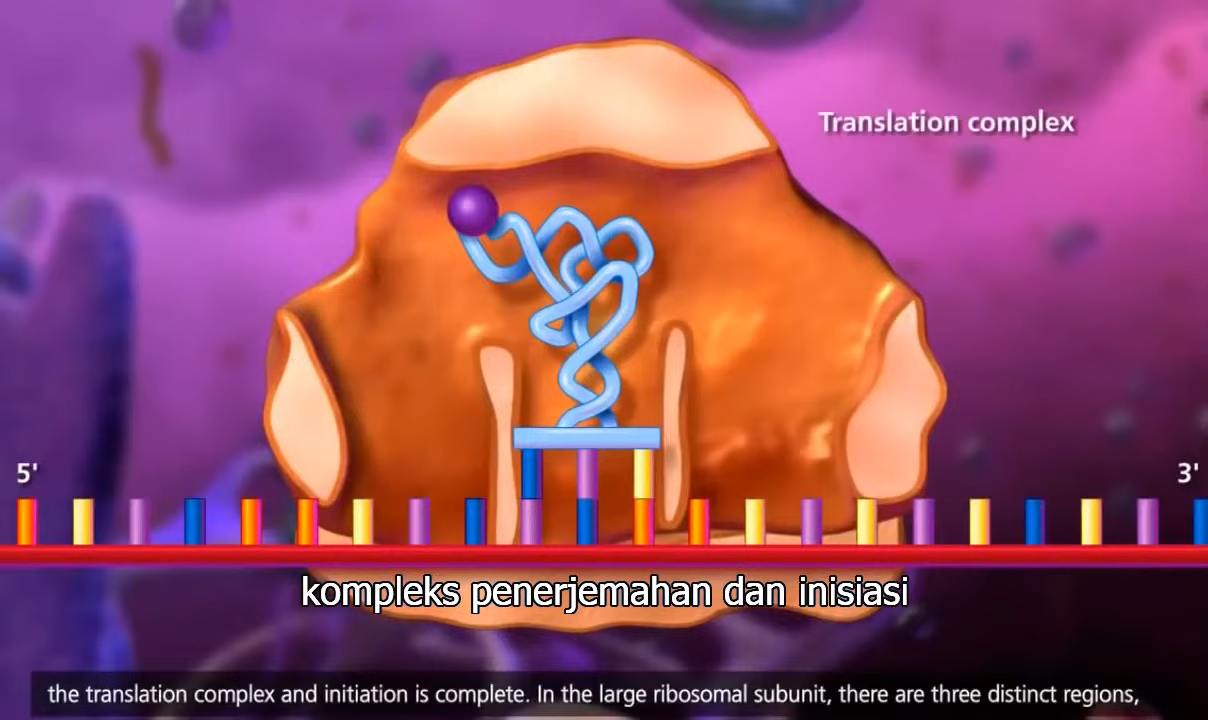 Translation complex
5'
3'
kompleks penerjemahan dan inisiasi
the translation complex and initiation is complete. In the large ribosomal subunit, there are three distinct regions,